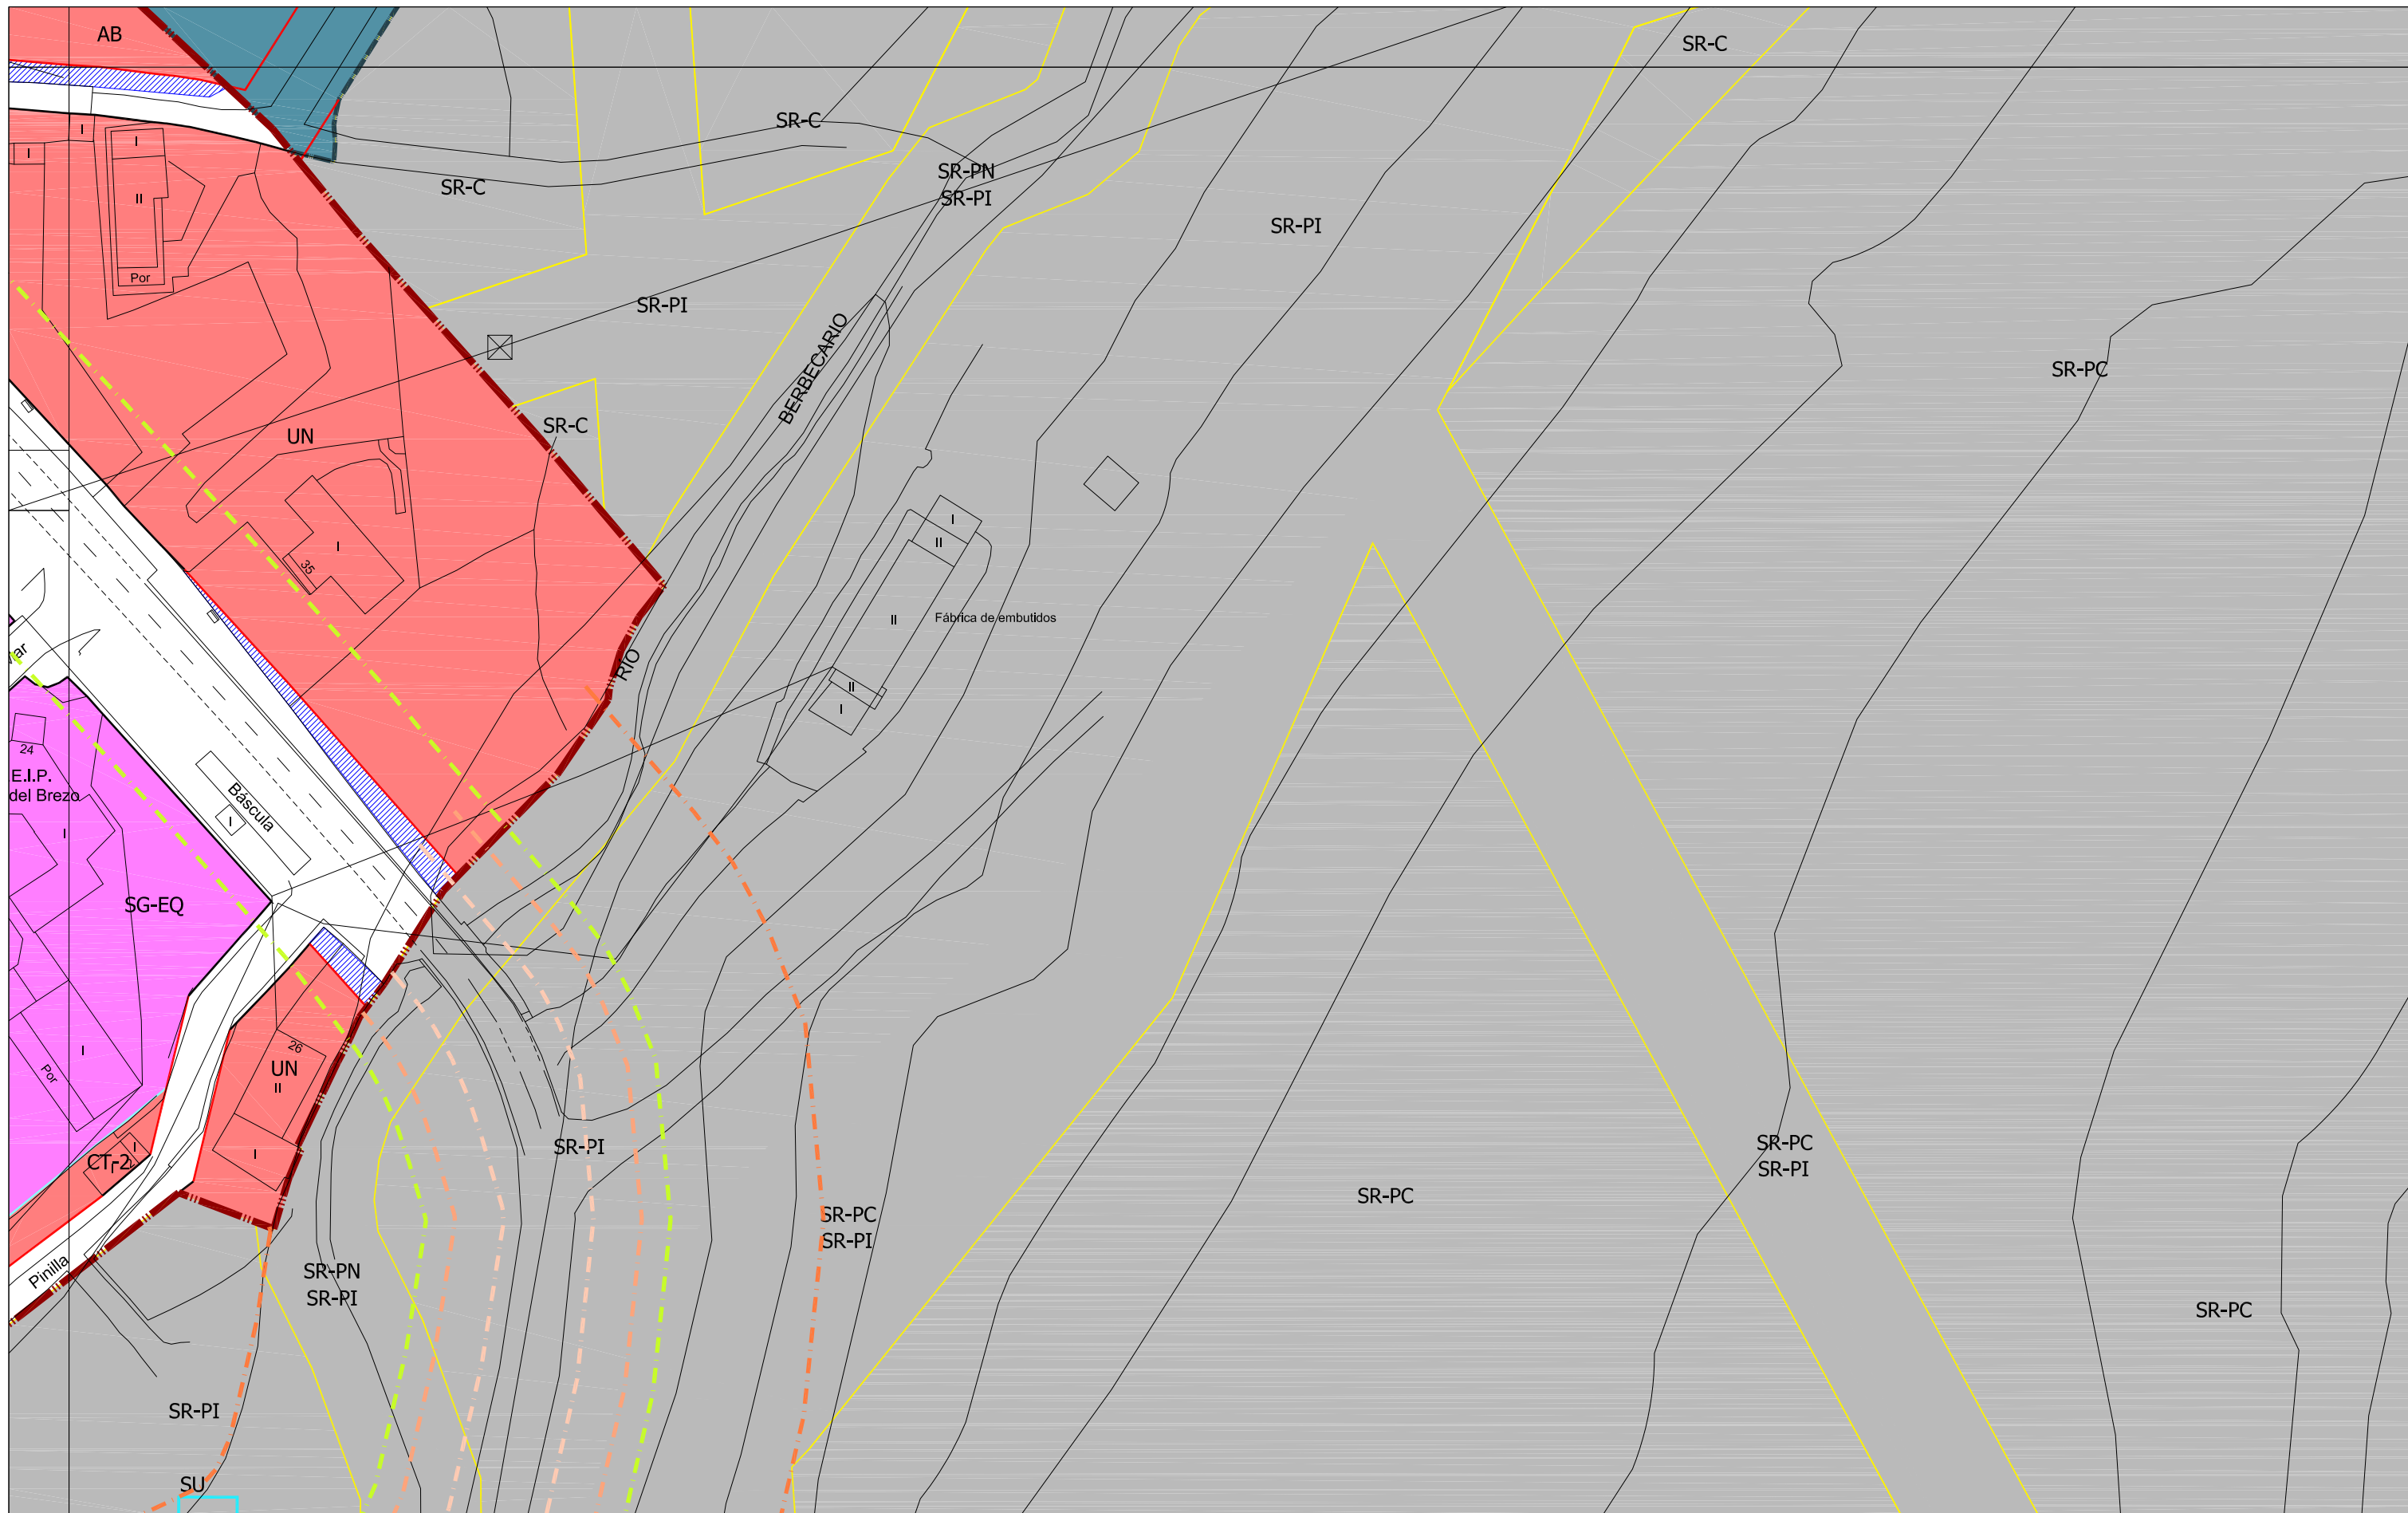 AB
SR-C
SR-C
I
I
I
SR-PN
SR-PI
SR-C
II
SR-PI
Por
SR-PI
BERBECARIO
SR-PC
SR-C
UN
I
II
I
35
II
Fábrica de embutidos
RIO
II
I
24
E.I.P.
del Brezo
Báscula
I
I
SG-EQ
26
I
Por
UN
II
SR-PI
I
I
CT-2
SR-PC
SR-PI
SR-PC
SR-PC
SR-PI
Pinilla
SR-PN
SR-PI
SR-PC
SR-PI
SU